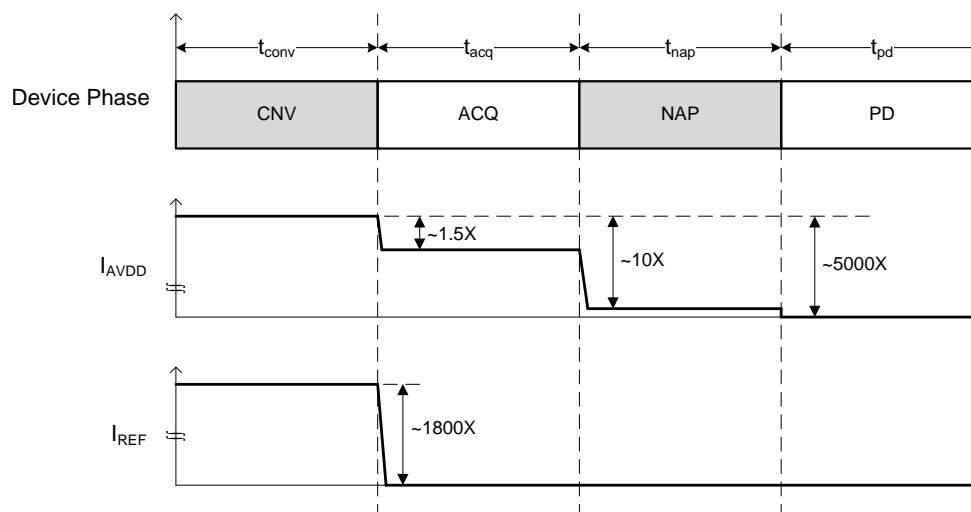 tconv tacq tnap tpd
Device Phase CNV ACQ NAP PD
IAVDD ~1.5X ~10X ~5000X
IREF ~1800X